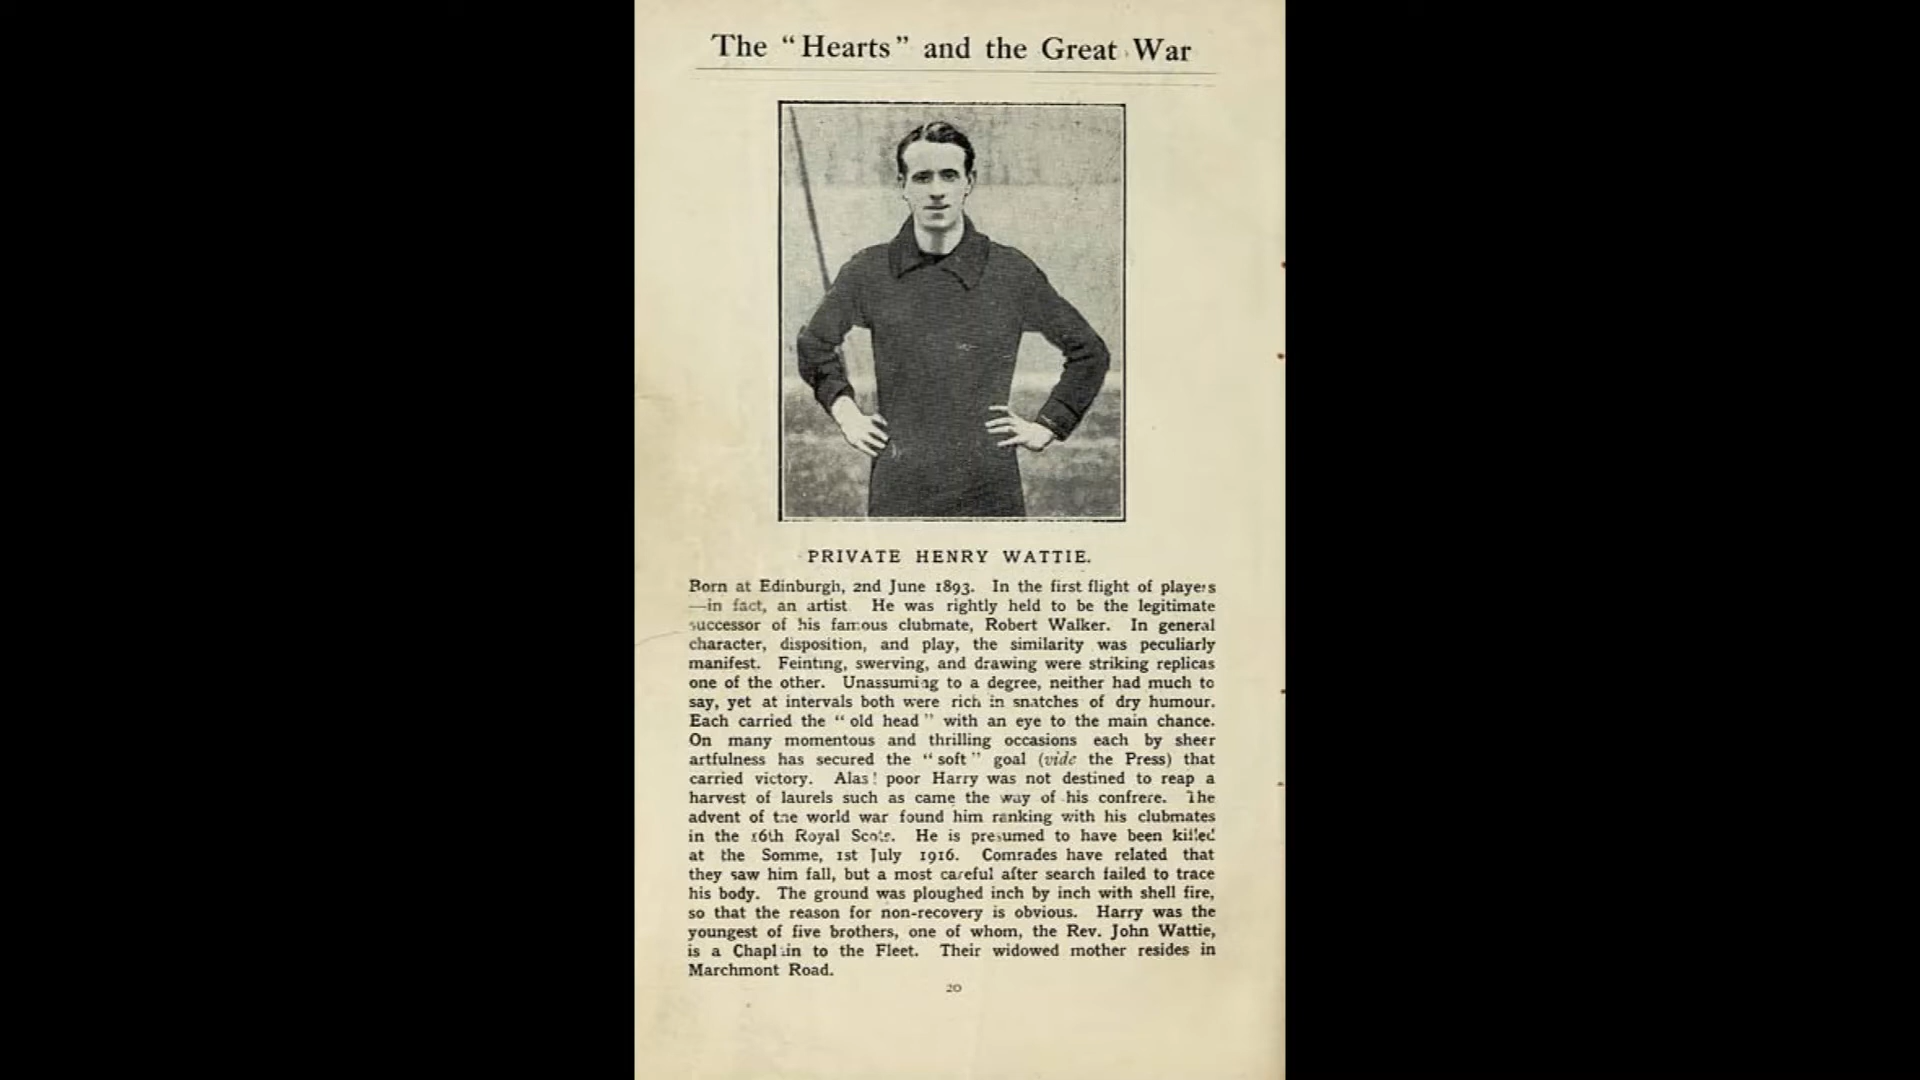 The “Hearts” and the Great War
PRIVATE HENRY WATTIE.
Born at Edinburgh, 2nd June 1893. In the first flight of players
—in fact, an artist He was rightly held to be the legitimate
successor of his famous clubmate, Robert Walker. In general
character, disposition, and play, the similarity was peculiarly
manifest. Feinting, swerving, and drawing were striking replicas
one of the other. Unassuming to a degree, neither had much to
say, yet at intervals both were rich in snatches of dry humour.
Each carried the “old head” with an eye to the main chance.
On many momentous and thrilling occasions each by sheer
artfulness has secured the “soft” goal (vide the Press) that
carried victory. Alas! poor Harry was not destined to reap a
harvest of laurels such as came the way of his confrere. The
advent of the world war found him ranking with his clubmates
in the 16th Royal Scots. He is presumed to have been killed
at the Somme, 1st July 1916. Comrades have related that
they saw him fall, but a most careful after search failed to trace
his body. The ground was ploughed inch by inch with shell fire,
so that the reason for non-recovery is obvious. Harry was the
youngest of five brothers, one of whom, the Rev. John Wattie,
is a Chaplain to the Fleet. Their widowed mother resides in
Marchmont Road.
20